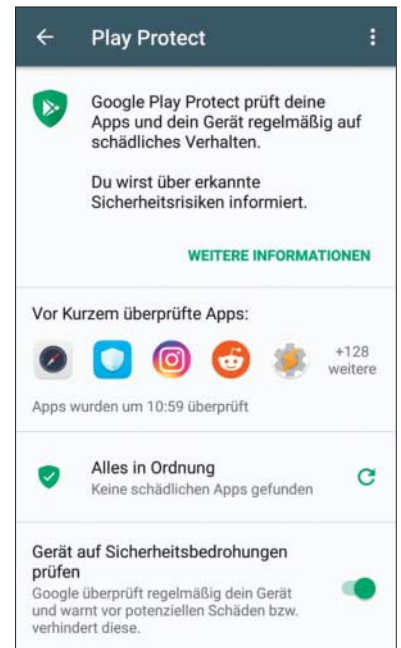 Play Protect
Google Play Protect prüft deine
Apps und dein Gerät regelmäßig auf
schädliches Verhalten.
Du wirst über erkannte
Sicherheitsrisiken informiert.
WEITERE INFORMATIONEN
Vor Kurzem überprüfte Apps:
+128
weitere
Apps wurden um 10:59 überprüft
Alles in Ordnung
Keine schädlichen Apps gefunden
Gerät auf Sicherheitsbedrohungen
prüfen
Google überprüft regelmäßig dein Gerät
und warnt vor potenziellen Schäden bzw.
verhindert diese.